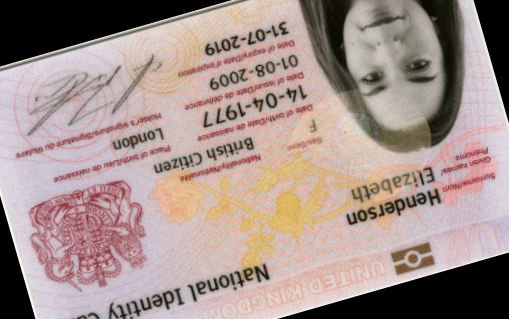 UNITED KINGDOM
National Identity
Surname/Nom
Henderson
Given names/
Prénoms
Elizabeth
Sex/Sexe
F
Nationality/Nationalité
British Citizen
Date of birth/Date de naissance
14-04-1977
Place of birth/Lieu de naissance
London
Date of issue/Date de délivrance
01-08-2009
Date of expiry/Date d'expiration
31-07-2019
Holder's signature/Signature du titulaire